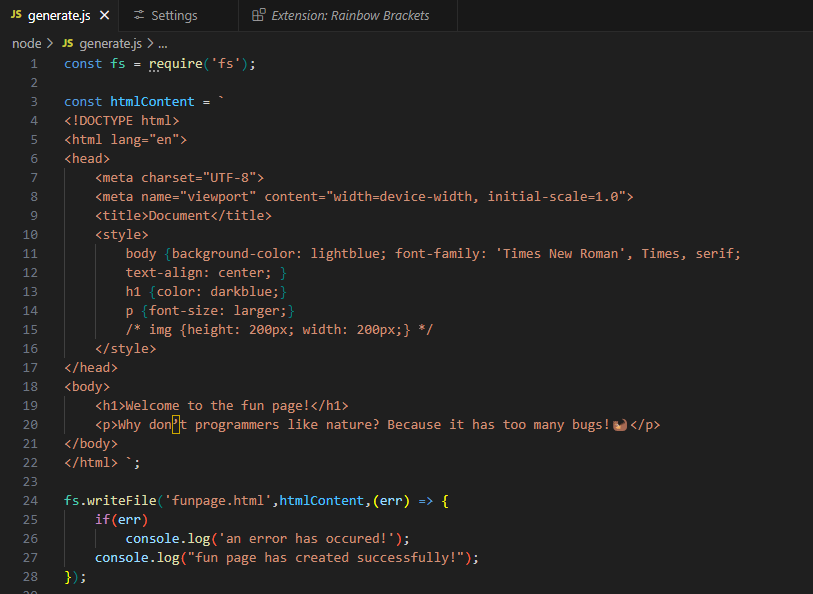 JS generate.js
Settings
Extension: Rainbow Brackets
node > JS generate.js > ...
1 const fs = require('fs');
2
3 const htmlContent = `
4 <!DOCTYPE html>
5 <html lang="en">
6 <head>
7     <meta charset="UTF-8">
8     <meta name="viewport" content="width=device-width, initial-scale=1.0">
9     <title>Document</title>
10     <style>
11         body {background-color: lightblue; font-family: 'Times New Roman', Times, serif;
12         text-align: center; }
13         h1 {color: darkblue;}
14         p {font-size: larger;}
15         /* img {height: 200px; width: 200px;} */
16     </style>
17 </head>
18 <body>
19     <h1>Welcome to the fun page!</h1>
20     <p>Why don’t programmers like nature? Because it has too many bugs!</p>
21 </body>
22 </html> `;
23
24 fs.writeFile('funpage.html',htmlContent,(err) => {
25     if(err)
26         console.log('an error has occured!');
27     console.log("fun page has created successfully!");
28 });